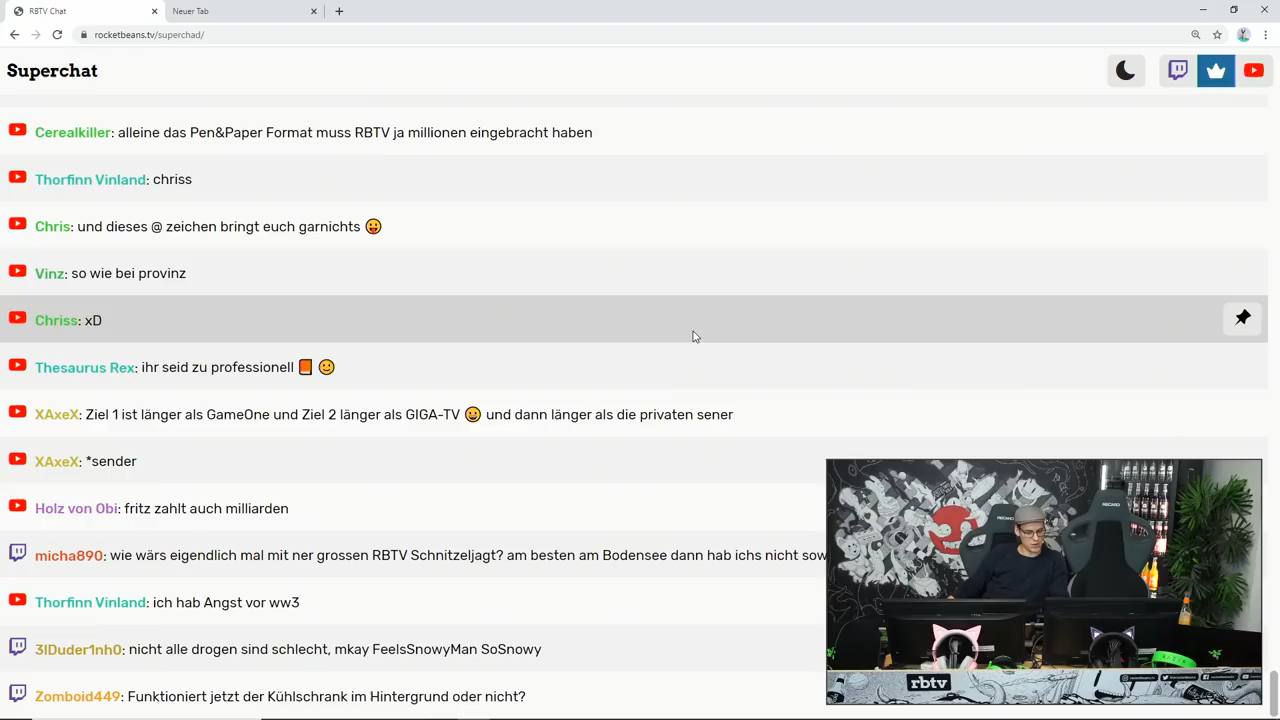 RBTV Chat
Neuer Tab
rocketbeans.tv/superchad/
Superchat
Cerealkiller: alleine das Pen&Paper Format muss RBTV ja millionen eingebracht haben
Thorfinn Vinland: chriss
Chris: und dieses @ zeichen bringt euch garnichts 😛
Vinz: so wie bei provinz
Chriss: xD
Thesaurus Rex: ihr seid zu professionell 📙 🙂
XAxeX: Ziel 1 ist länger als GameOne und Ziel 2 länger als GIGA-TV 😀 und dann länger als die privaten sener
XAxeX: *sender
Holz von Obi: fritz zahlt auch milliarden
micha890: wie wärs eigendlich mal mit ner grossen RBTV Schnitzeljagt? am besten am Bodensee dann hab ichs nicht sow
Thorfinn Vinland: ich hab Angst vor ww3
3lDuder1nh0: nicht alle drogen sind schlecht, mkay FeelsSnowyMan SoSnowy
Zomboid449: Funktioniert jetzt der Kühlschrank im Hintergrund oder nicht?
RECARO
RECARO
rbtv